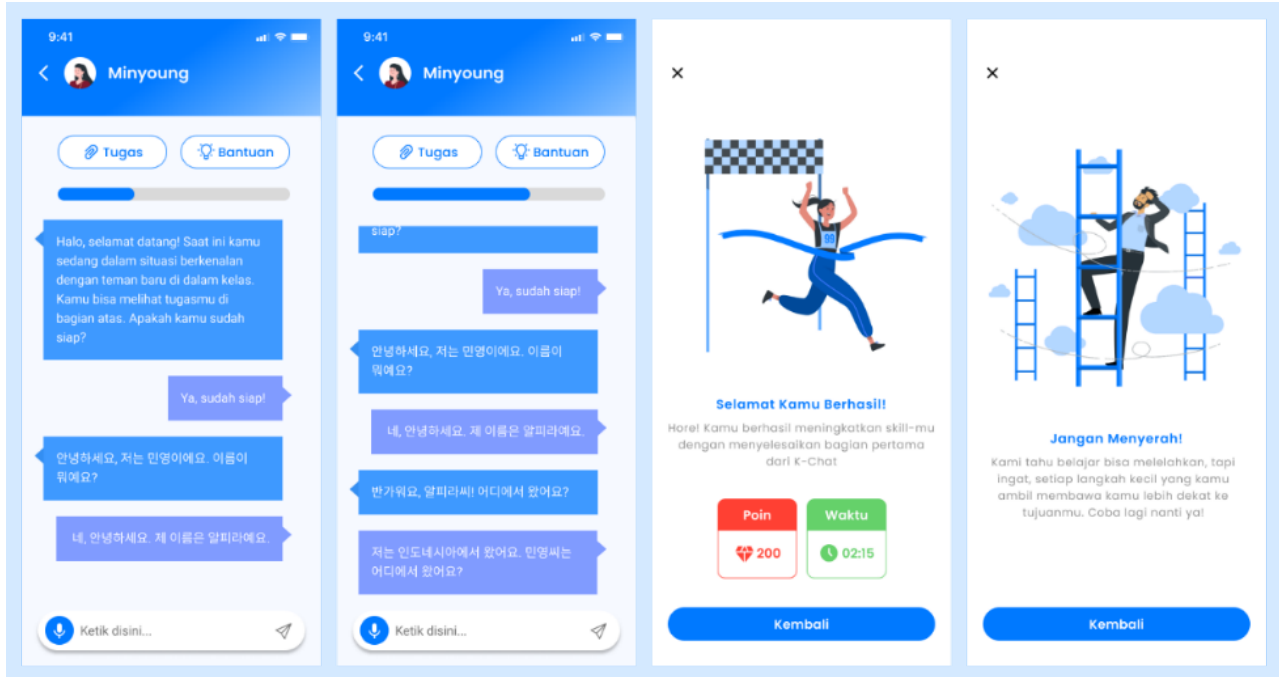 9:41
Minyoung
Tugas
Bantuan
Halo, selamat datang! Saat ini kamu
sedang dalam situasi berkenalan
dengan teman baru di dalam kelas.
Kamu bisa melihat tugasmu di
bagian atas. Apakah kamu sudah
siap?
Ya, sudah siap!
안녕하세요, 저는 민영이에요. 이름이
뭐예요?
네, 안녕하세요. 제 이름은 알피라예요.
Ketik disini...
9:41
Minyoung
Tugas
Bantuan
siap?
Ya, sudah siap!
안녕하세요, 저는 민영이에요. 이름이
뭐예요?
네, 안녕하세요. 제 이름은 알피라예요.
반가워요, 알피라씨! 어디에서 왔어요?
저는 인도네시아에서 왔어요. 민영씨는
어디에서 왔어요?
Ketik disini...
99
Selamat Kamu Berhasil!
Hore! Kamu berhasil meningkatkan skill-mu
dengan menyelesaikan bagian pertama
dari K-Chat
Poin
200
Waktu
02:15
Kembali
Jangan Menyerah!
Kami tahu belajar bisa melelahkan, tapi
ingat, setiap langkah kecil yang kamu
ambil membawa kamu lebih dekat ke
tujuanmu. Coba lagi nanti ya!
Kembali